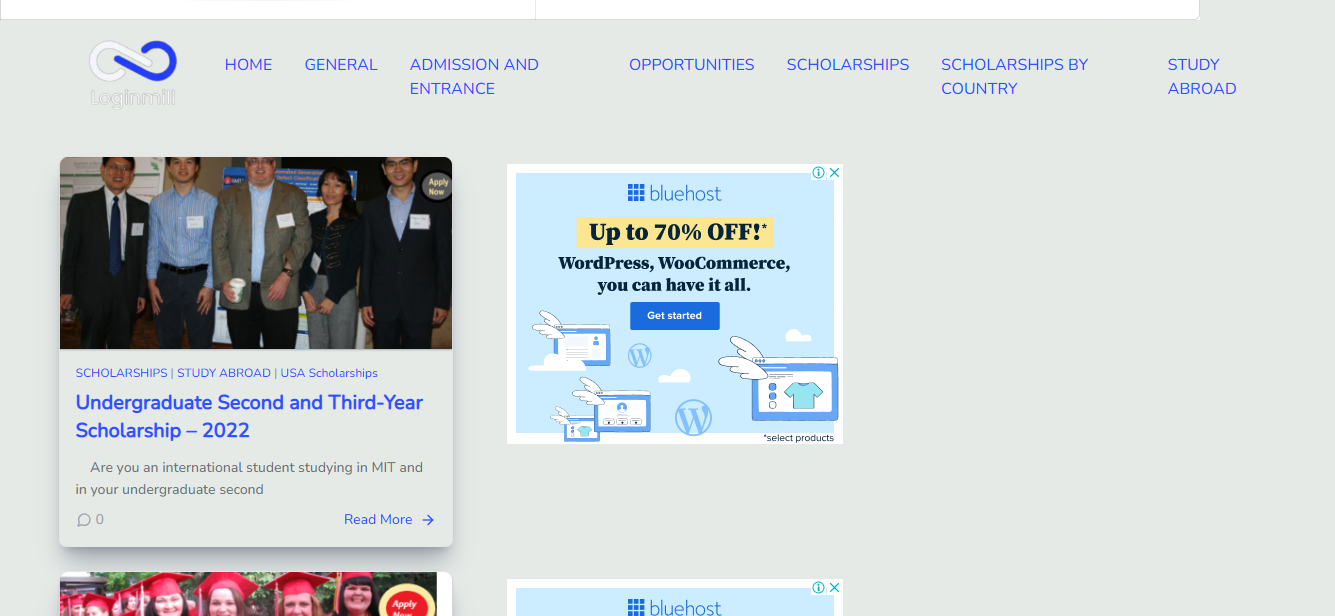 Loginmill
HOME
GENERAL
ADMISSION AND
ENTRANCE
OPPORTUNITIES
SCHOLARSHIPS
SCHOLARSHIPS BY
COUNTRY
STUDY
ABROAD
Apply
Now
SCHOLARSHIPS | STUDY ABROAD | USA Scholarships
Undergraduate Second and Third-Year
Scholarship – 2022
Are you an international student studying in MIT and
in your undergraduate second
0
Read More →
bluehost
Up to 70% OFF!*
WordPress, WooCommerce,
you can have it all.
Get started
*select products
Apply
Now
bluehost